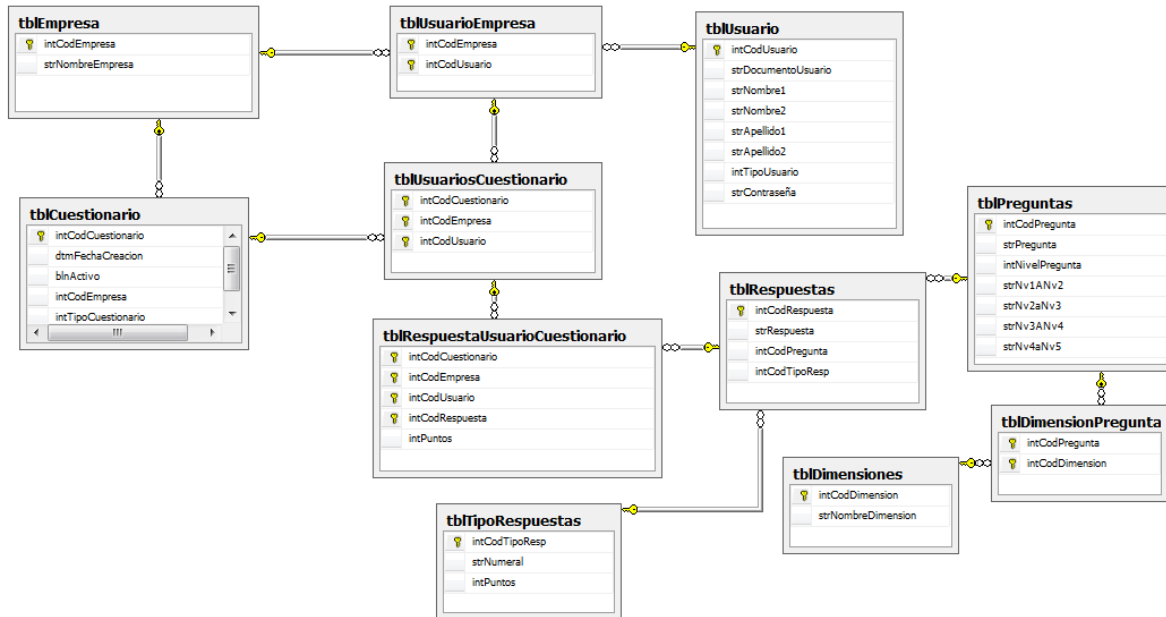 tblEmpresa
intCodEmpresa
strNombreEmpresa
tblUsuarioEmpresa
intCodEmpresa
intCodUsuario
tblUsuario
intCodUsuario
strDocumentoUsuario
strNombre1
strNombre2
strApellido1
strApellido2
intTipoUsuario
strContraseña
tblCuestionario
intCodCuestionario
dtmFechaCreacion
blnActivo
intCodEmpresa
intTipoCuestionario
tblUsuariosCuestionario
intCodCuestionario
intCodEmpresa
intCodUsuario
tblPreguntas
intCodPregunta
strPregunta
intNivelPregunta
strNv1ANv2
strNv2aNv3
strNv3ANv4
strNv4aNv5
tblRespuestaUsuarioCuestionario
intCodCuestionario
intCodEmpresa
intCodUsuario
intCodRespuesta
intPuntos
tblRespuestas
intCodRespuesta
strRespuesta
intCodPregunta
intCodTipoResp
tblDimensionPregunta
intCodPregunta
intCodDimension
tblDimensiones
intCodDimension
strNombreDimension
tblTipoRespuestas
intCodTipoResp
strNumeral
intPuntos